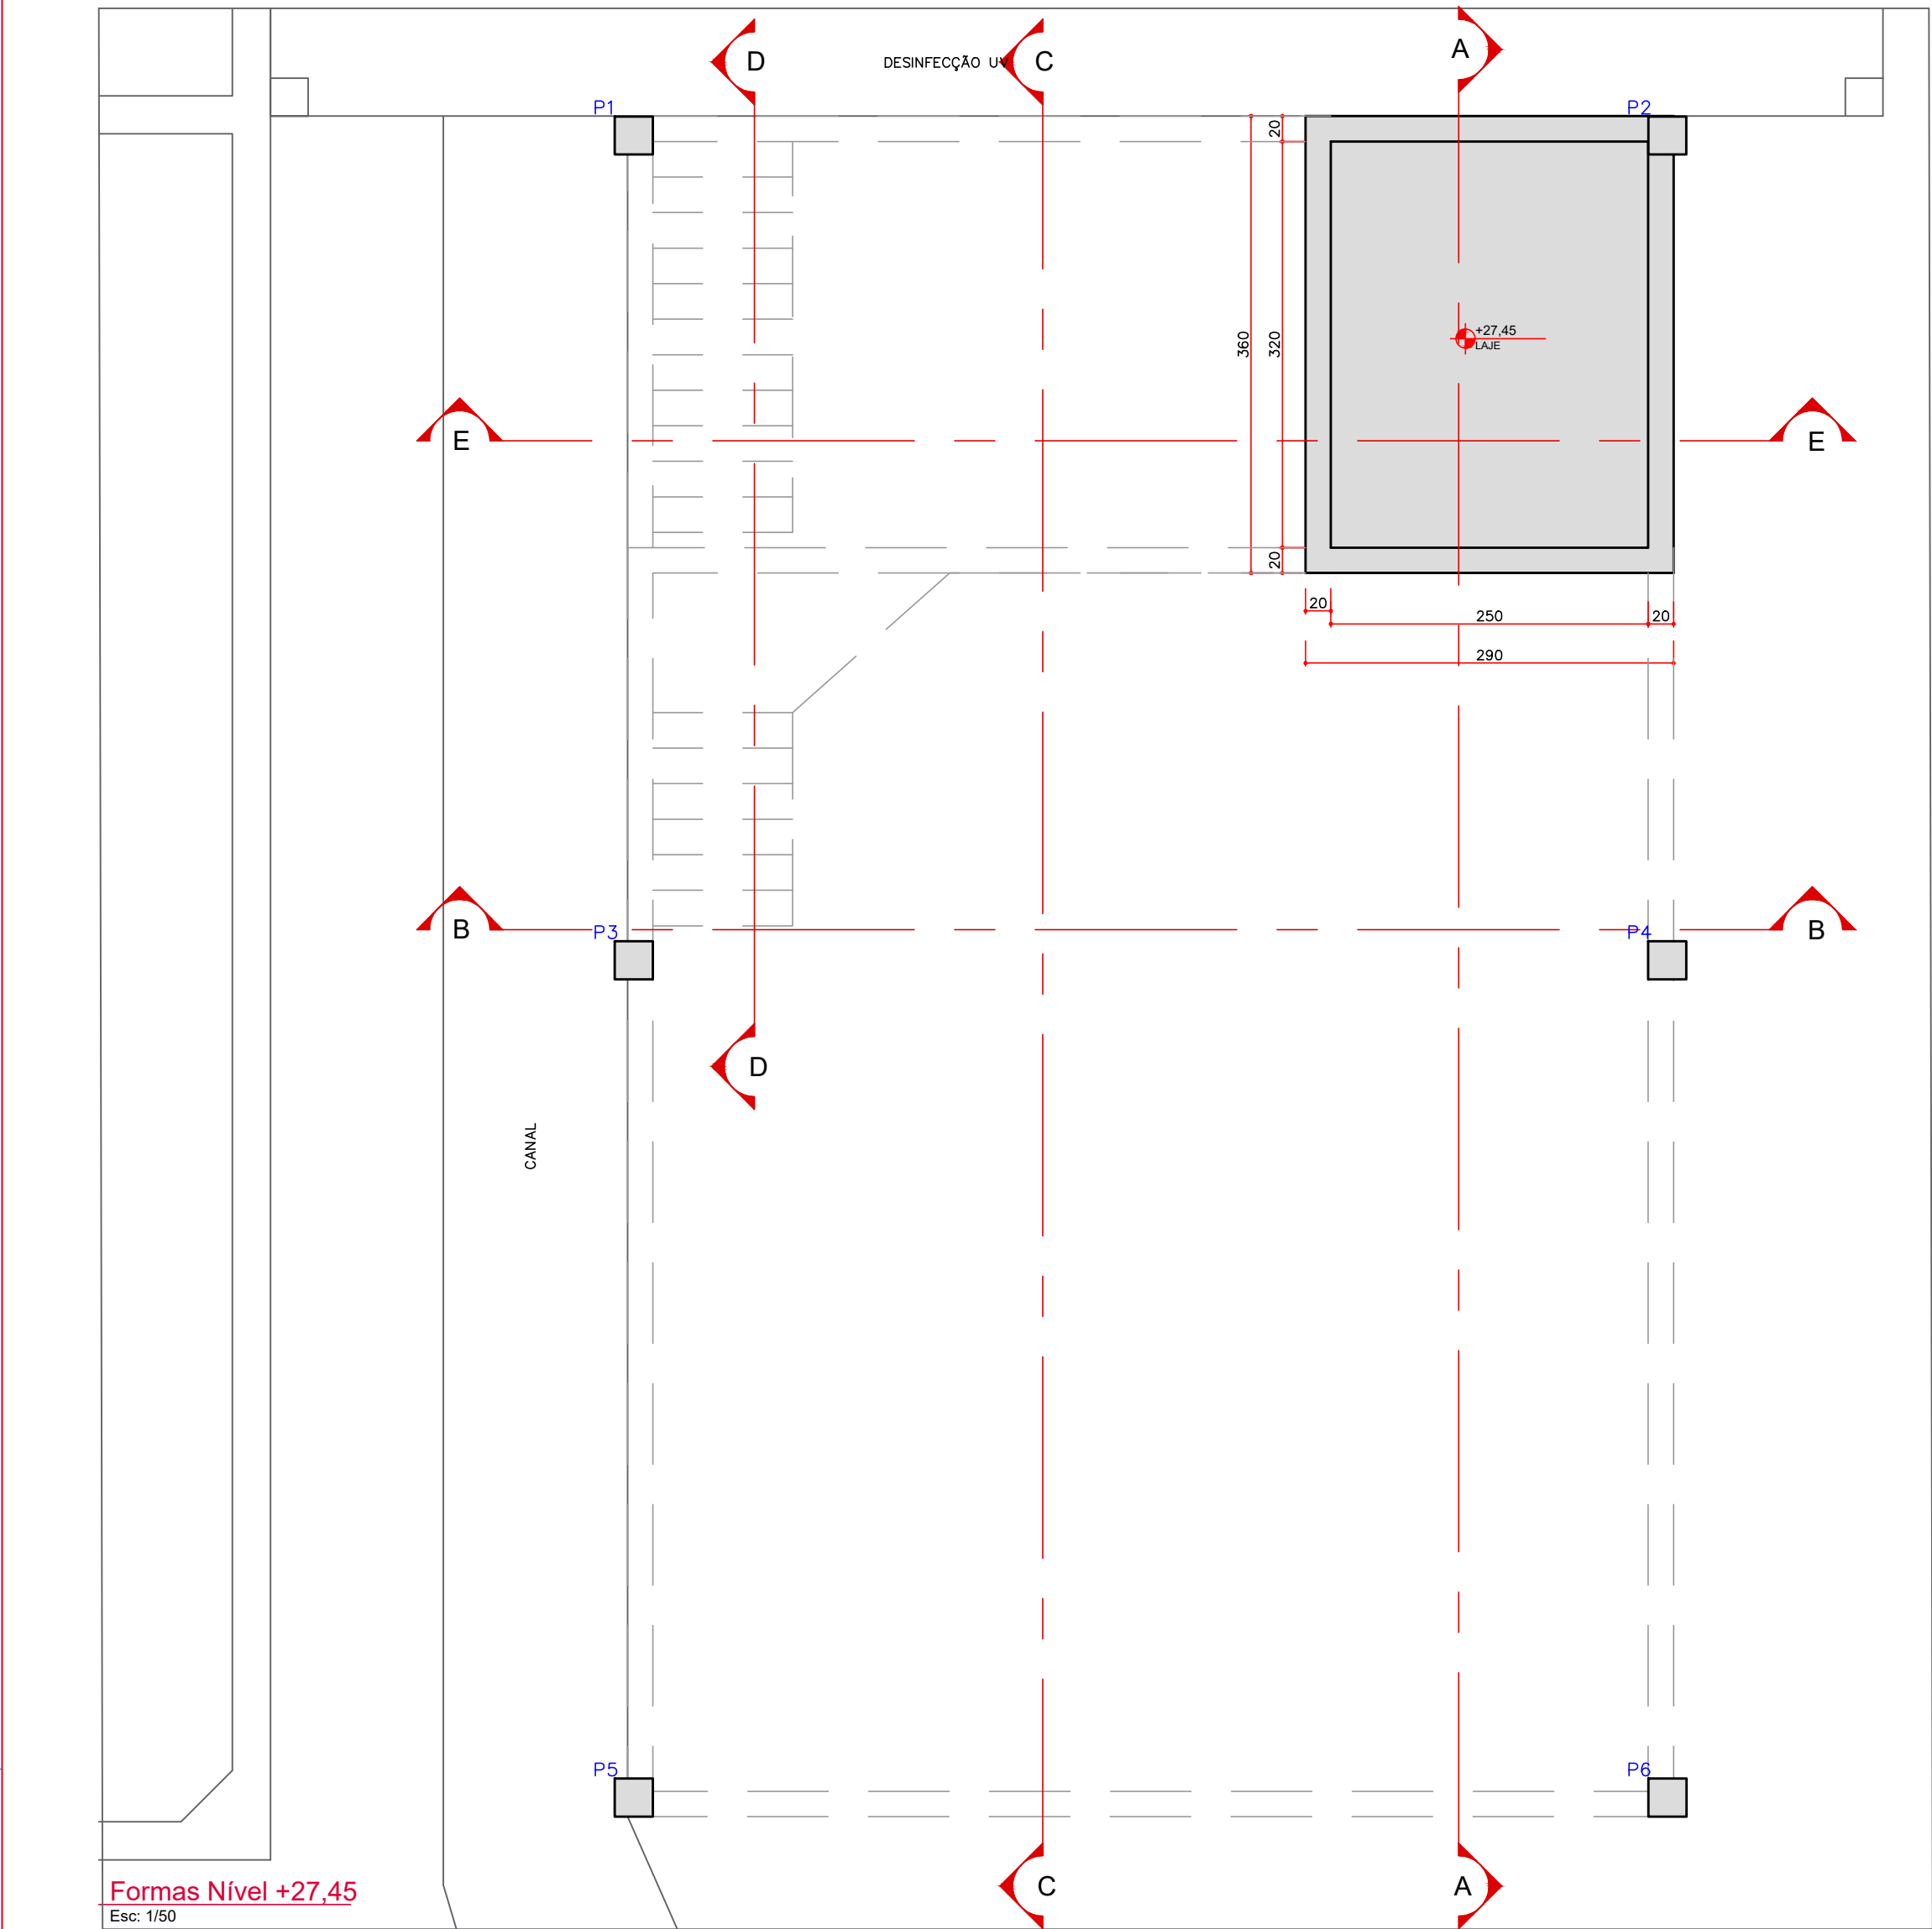 D
DESINFECÇÃO UV
C
A
P1
P2
20
360
320
+27,45
LAJE
E
E
20
20
250
20
290
B
P3
P4
B
D
CANAL
P5
P6
C
A
Formas Nível +27,45
Esc: 1/50